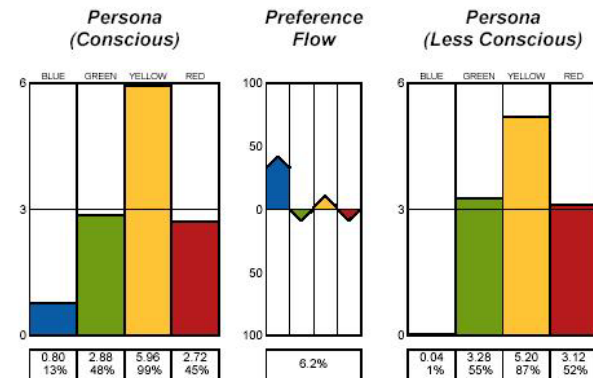 Persona
(Conscious)
Preference
Flow
Persona
(Less Conscious)
BLUE GREEN YELLOW RED
BLUE GREEN YELLOW RED
6
3
0
100
50
0
50
100
6
3
0
0.80 2.88 5.96 2.72
13% 48% 99% 45%
6.2%
0.04 3.28 5.20 3.12
1% 55% 87% 52%